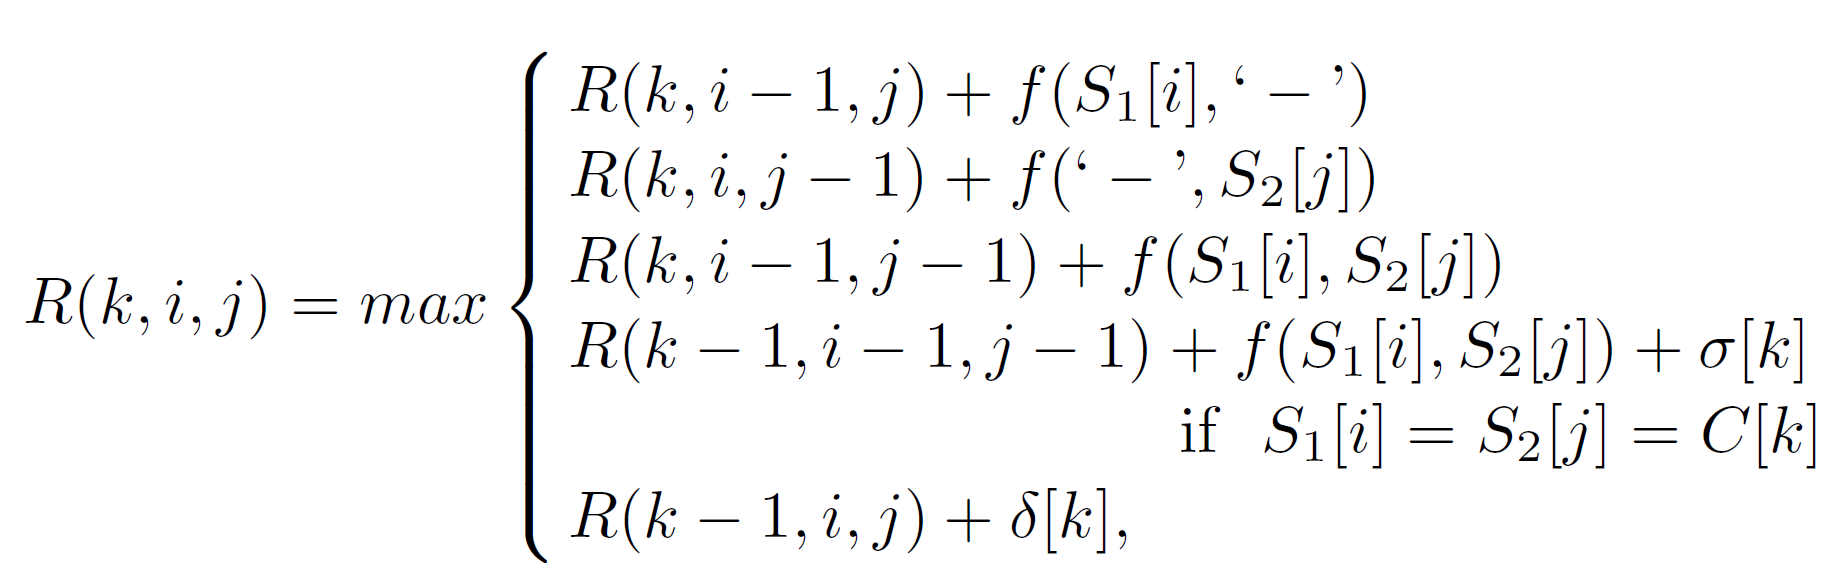 R(k, i − 1, j) + f(S₁[i], ‘ − ’)
R(k, i, j − 1) + f(‘ − ’, S₂[j])
R(k, i − 1, j − 1) + f(S₁[i], S₂[j])
R(k, i, j) = max {
R(k − 1, i − 1, j − 1) + f(S₁[i], S₂[j]) + σ[k]
if S₁[i] = S₂[j] = C[k]
R(k − 1, i, j) + δ[k],